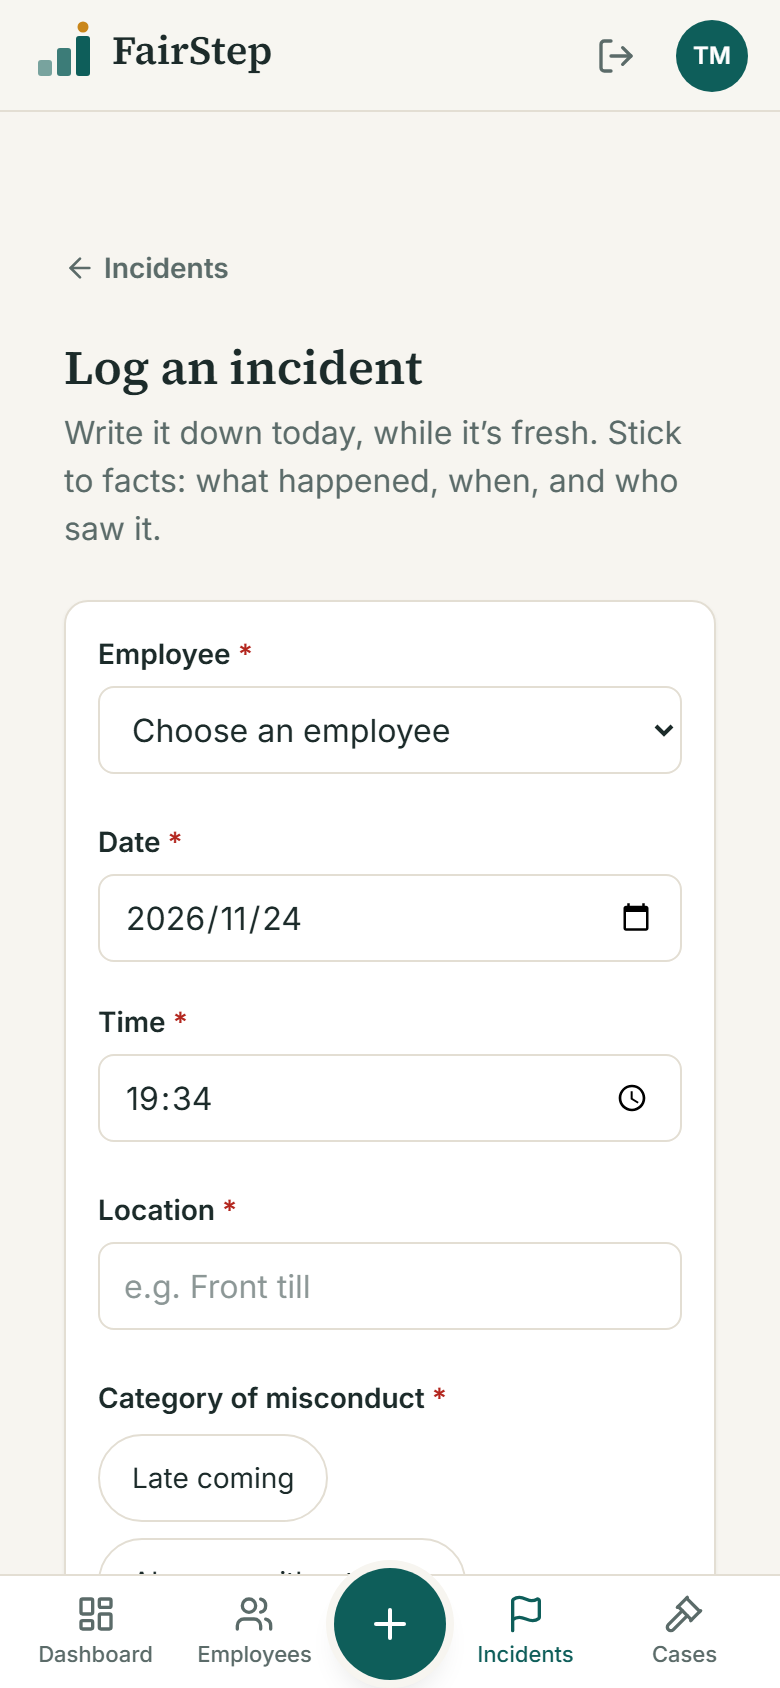 FairStep
TM
Incidents
Log an incident
Write it down today, while it’s fresh. Stick
to facts: what happened, when, and who
saw it.
Employee *
Choose an employee
Date *
2026/11/24
Time *
19:34
Location *
e.g. Front till
Category of misconduct *
Late coming
Dashboard
Employees
Incidents
Cases